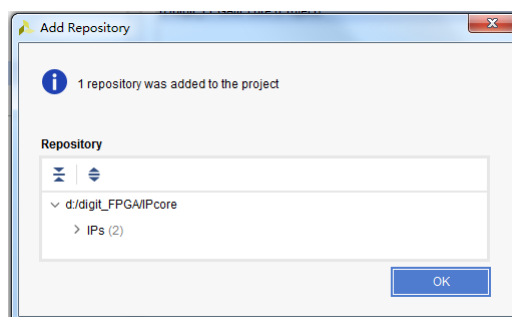 Add Repository
1 repository was added to the project
Repository
d:/digit_FPGA/IPcore
IPs (2)
OK